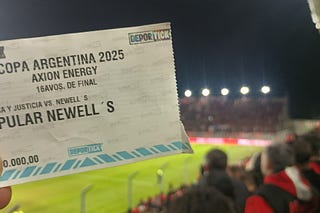 DEPORTICK
COPA ARGENTINA 2025
AXION ENERGY
16AVOS. DE FINAL
A Y JUSTICIA VS. NEWELL´S
PULAR NEWELL´S
0.000,00
DEPORTICK